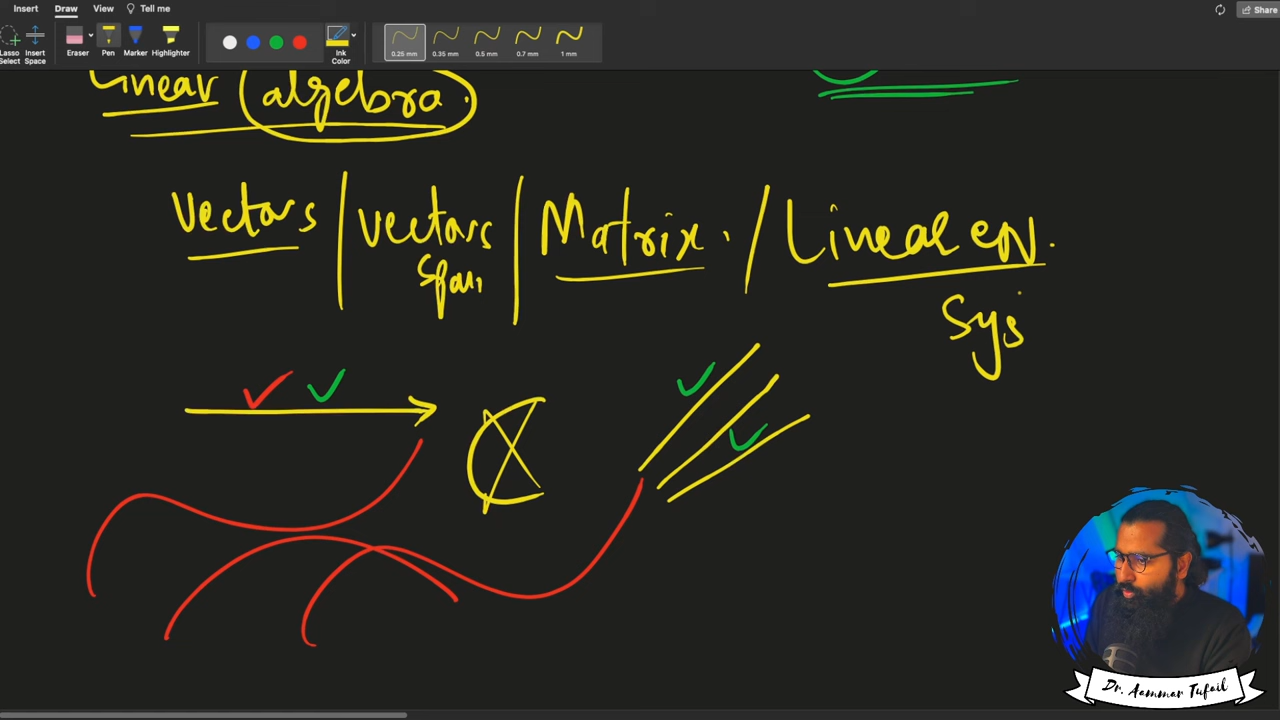 Insert Draw View Tell me
Share
Lasso Select Insert Space Eraser Pen Marker Highlighter Ink Color 0.25 mm 0.35 mm 0.5 mm 0.7 mm 1 mm
Linear algebra.
Vectors | Vectors | Matrix. / Linear
Sys
Dr. Aammar Tufail